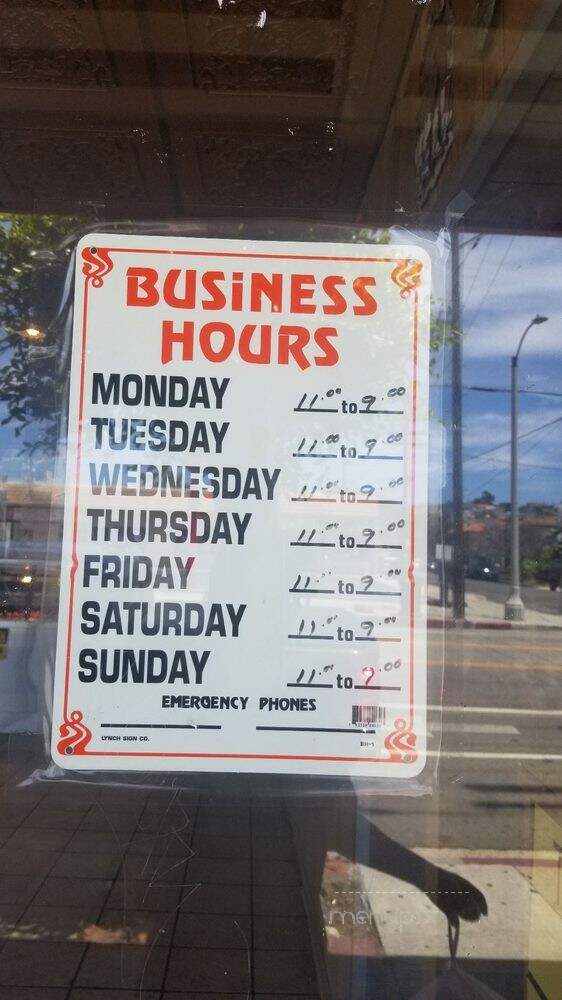 BUSINESS
HOURS
MONDAY 11:00 to 9:00
TUESDAY 11:00 to 9:00
WEDNESDAY 11:00 to 9:00
THURSDAY 11:00 to 9:00
FRIDAY 11:00 to 9:00
SATURDAY 11:00 to 9:00
SUNDAY 11:00 to 9:00
EMERGENCY PHONES
LYNCH SIGN CO. BH-1